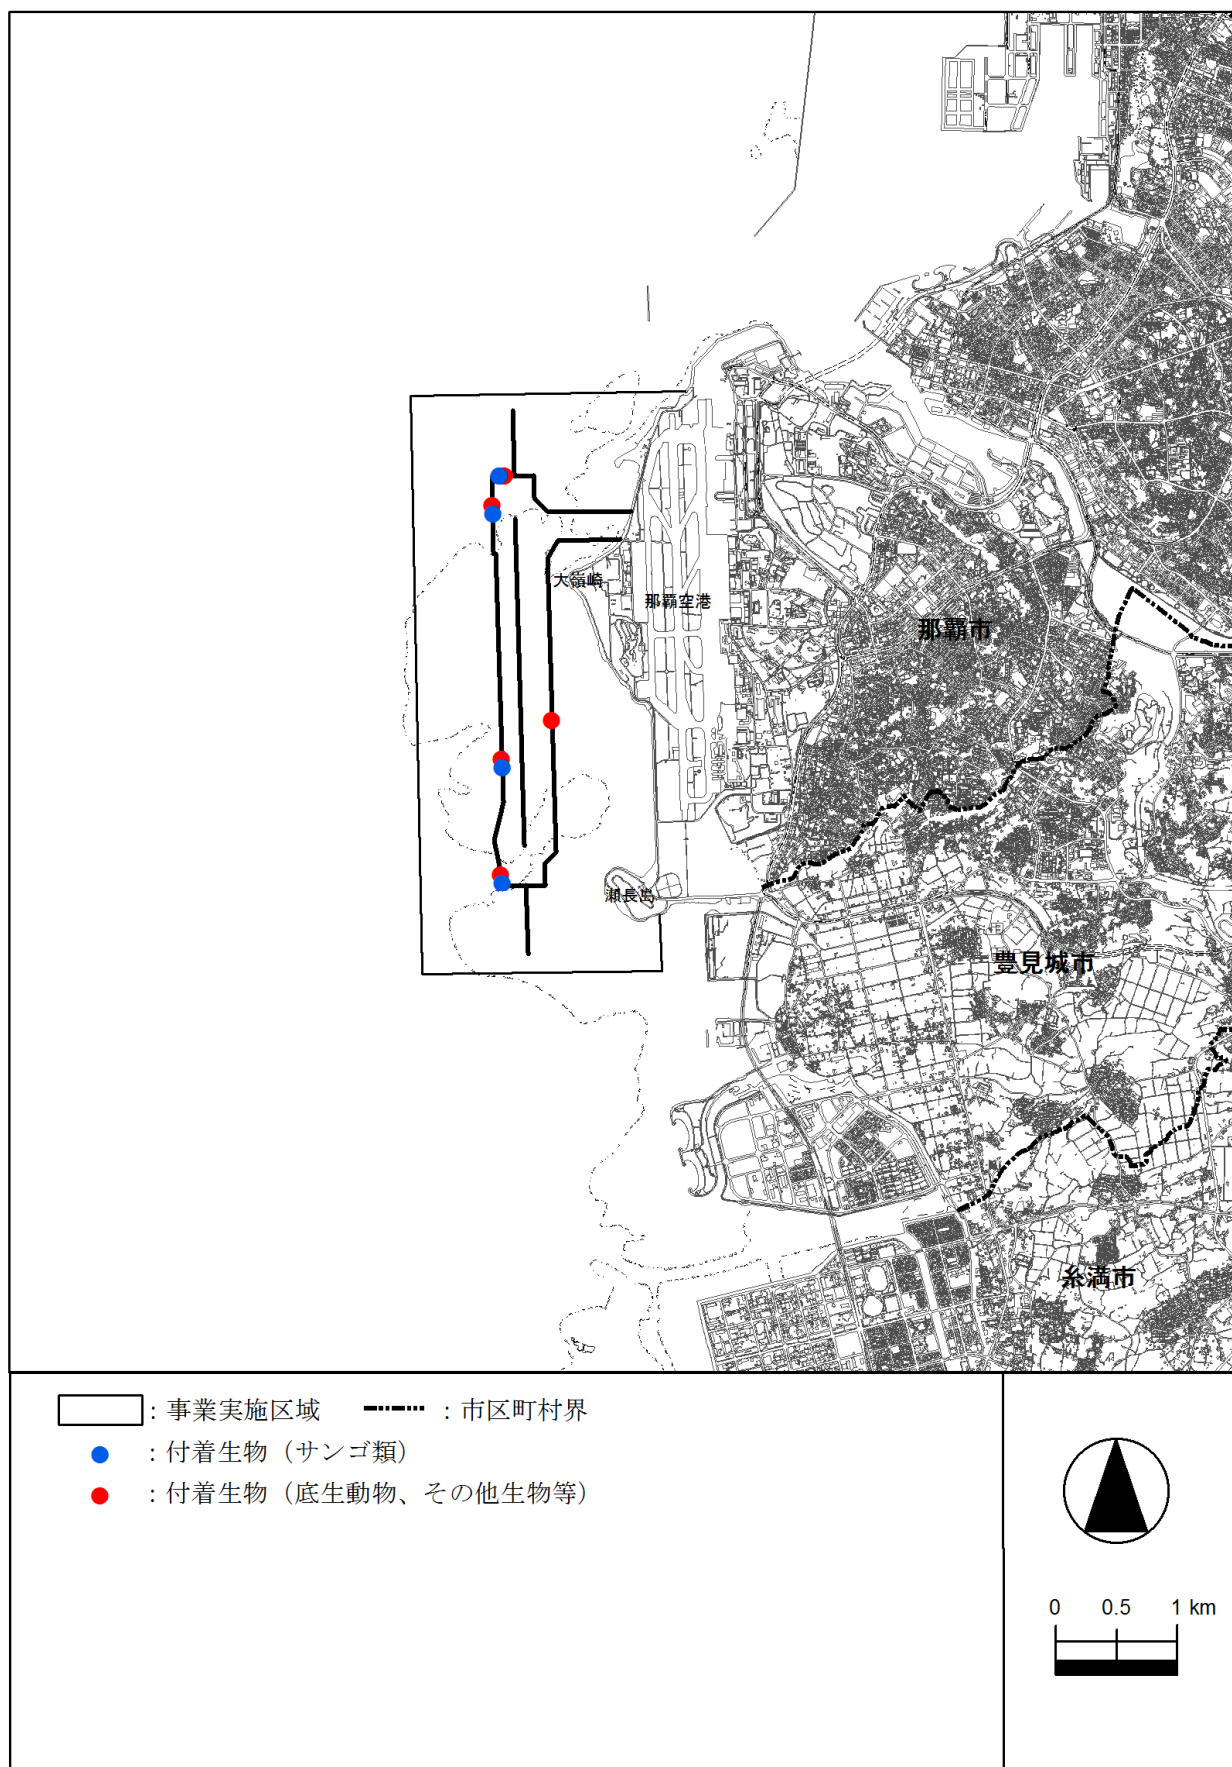 大嶺崎
那覇空港
那覇市
瀬長島
豊見城市
糸満市
：事業実施区域 ：市区町村界
：付着生物（サンゴ類）
：付着生物（底生動物、その他生物等）
0 0.5 1 km